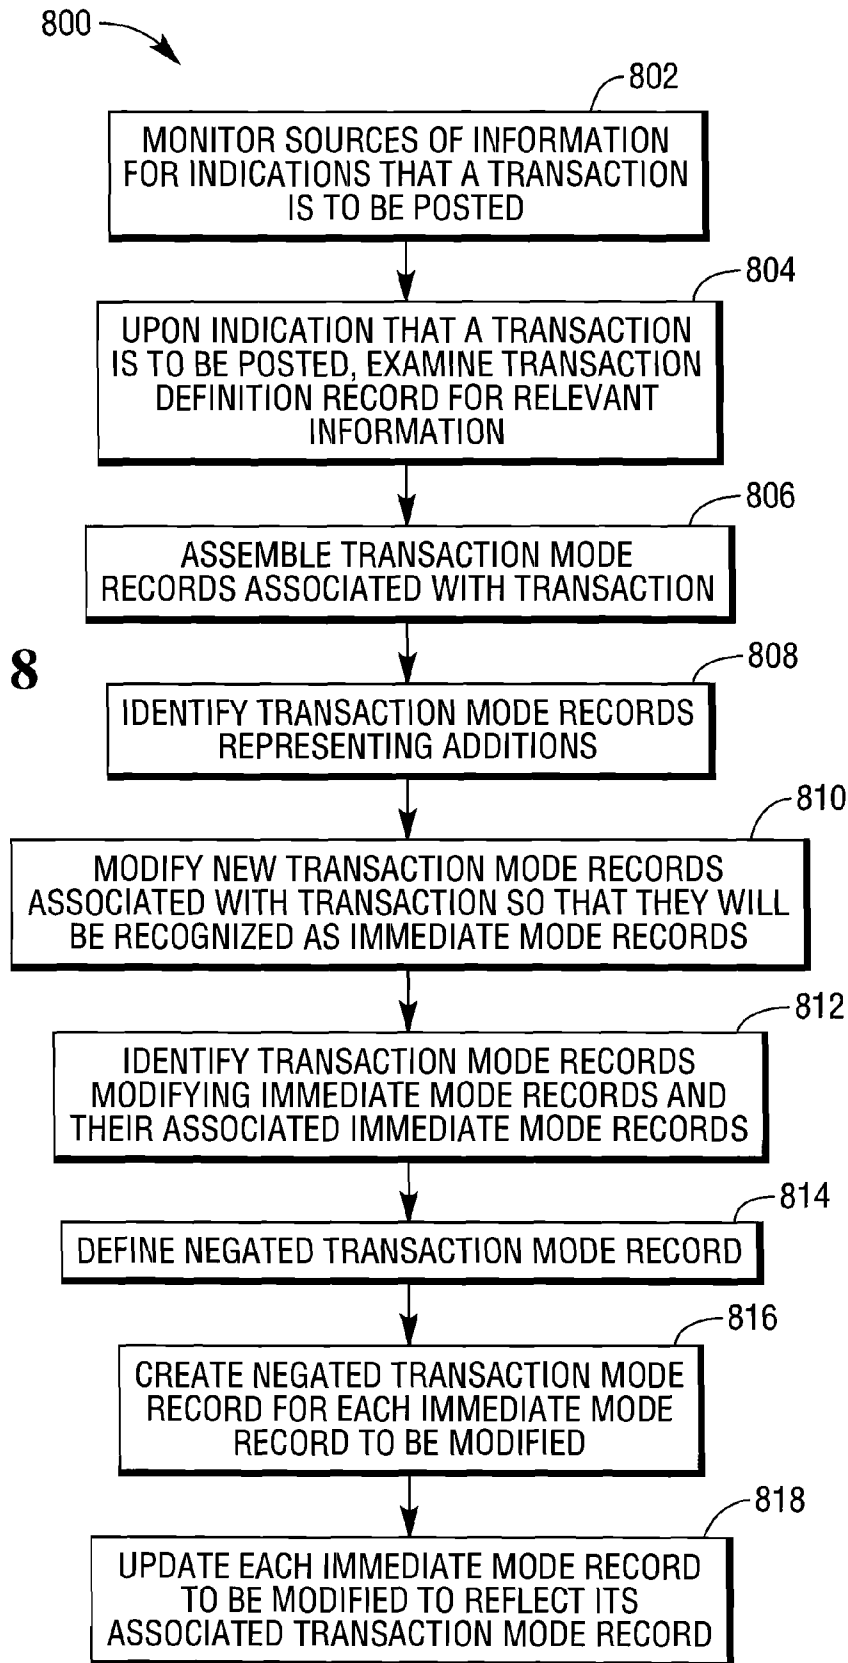 800
802
MONITOR SOURCES OF INFORMATION
FOR INDICATIONS THAT A TRANSACTION
IS TO BE POSTED
804
UPON INDICATION THAT A TRANSACTION
IS TO BE POSTED, EXAMINE TRANSACTION
DEFINITION RECORD FOR RELEVANT
INFORMATION
806
ASSEMBLE TRANSACTION MODE
RECORDS ASSOCIATED WITH TRANSACTION
8
808
IDENTIFY TRANSACTION MODE RECORDS
REPRESENTING ADDITIONS
810
MODIFY NEW TRANSACTION MODE RECORDS
ASSOCIATED WITH TRANSACTION SO THAT THEY WILL
BE RECOGNIZED AS IMMEDIATE MODE RECORDS
812
IDENTIFY TRANSACTION MODE RECORDS
MODIFYING IMMEDIATE MODE RECORDS AND
THEIR ASSOCIATED IMMEDIATE MODE RECORDS
814
DEFINE NEGATED TRANSACTION MODE RECORD
816
CREATE NEGATED TRANSACTION MODE
RECORD FOR EACH IMMEDIATE MODE
RECORD TO BE MODIFIED
818
UPDATE EACH IMMEDIATE MODE RECORD
TO BE MODIFIED TO REFLECT ITS
ASSOCIATED TRANSACTION MODE RECORD